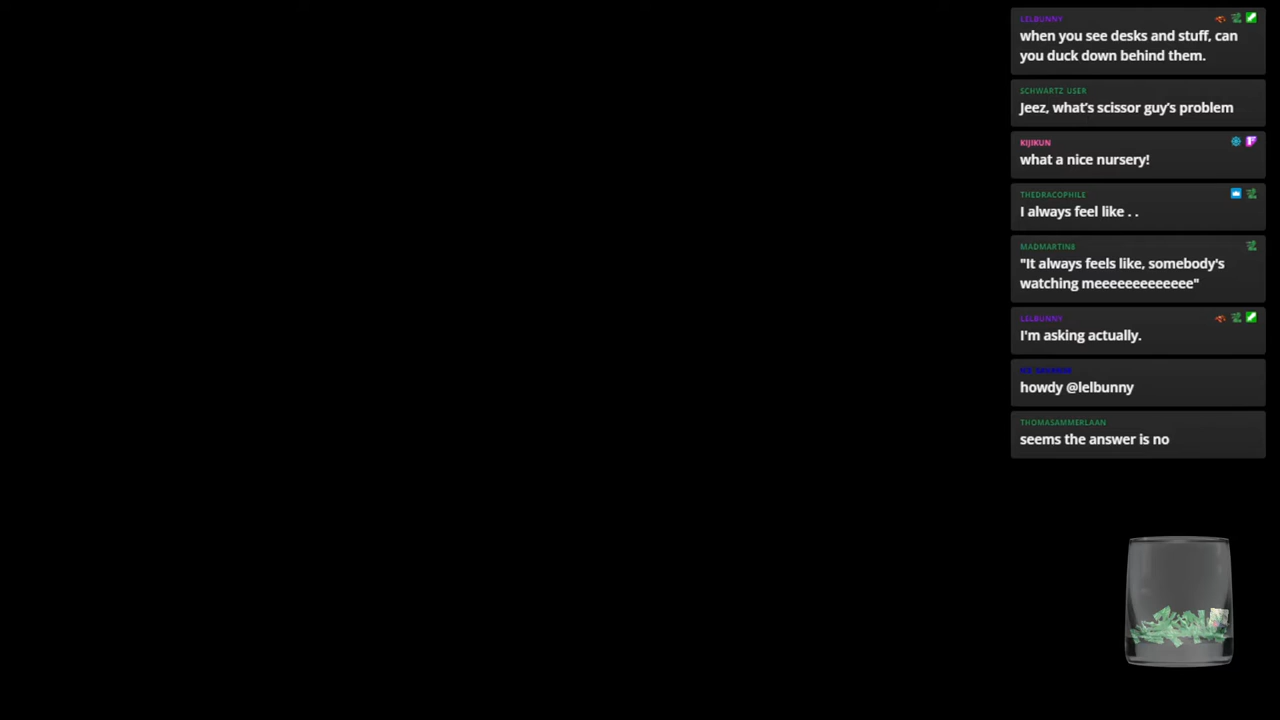 LELBUNNY
when you see desks and stuff, can
you duck down behind them.
SCHWARTZ USER
Jeez, what's scissor guy's problem
KIJIKUN
what a nice nursery!
THEDRACOPHILE
I always feel like . .
MADMARTIN8
"It always feels like, somebody's
watching meeeeeeeeeeeee"
LELBUNNY
I'm asking actually.
howdy @lelbunny
THOMASAMMERLAAN
seems the answer is no